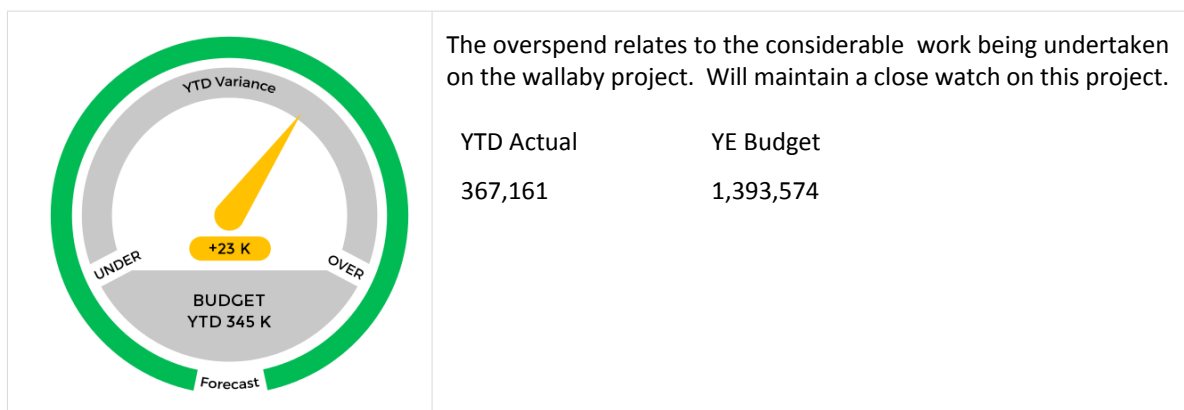 YTD Variance
+23 K
UNDER
OVER
BUDGET
YTD 345 K
Forecast
The overspend relates to the considerable  work being undertaken
on the wallaby project.  Will maintain a close watch on this project.
YTD Actual
YE Budget
367,161
1,393,574